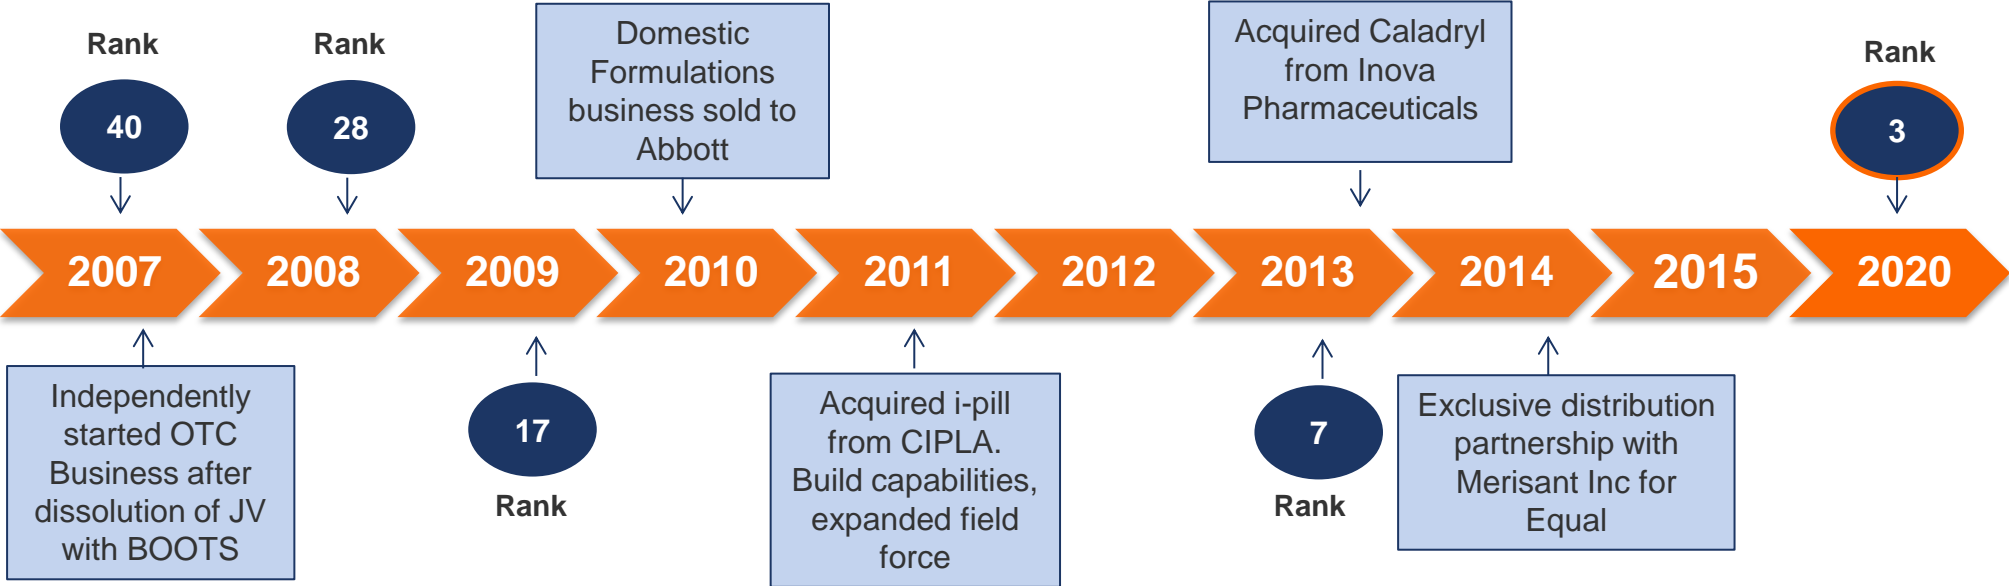 Rank
40
Rank
28
Domestic
Formulations
business sold to
Abbott
Acquired Caladryl
from Inova
Pharmaceuticals
Rank
3
2007
2008
2009
2010
2011
2012
2013
2014
2015
2020
Independently
started OTC
Business after
dissolution of JV
with BOOTS
17
Rank
Acquired i-pill
from CIPLA.
Build capabilities,
expanded field
force
7
Rank
Exclusive distribution
partnership with
Merisant Inc for
Equal